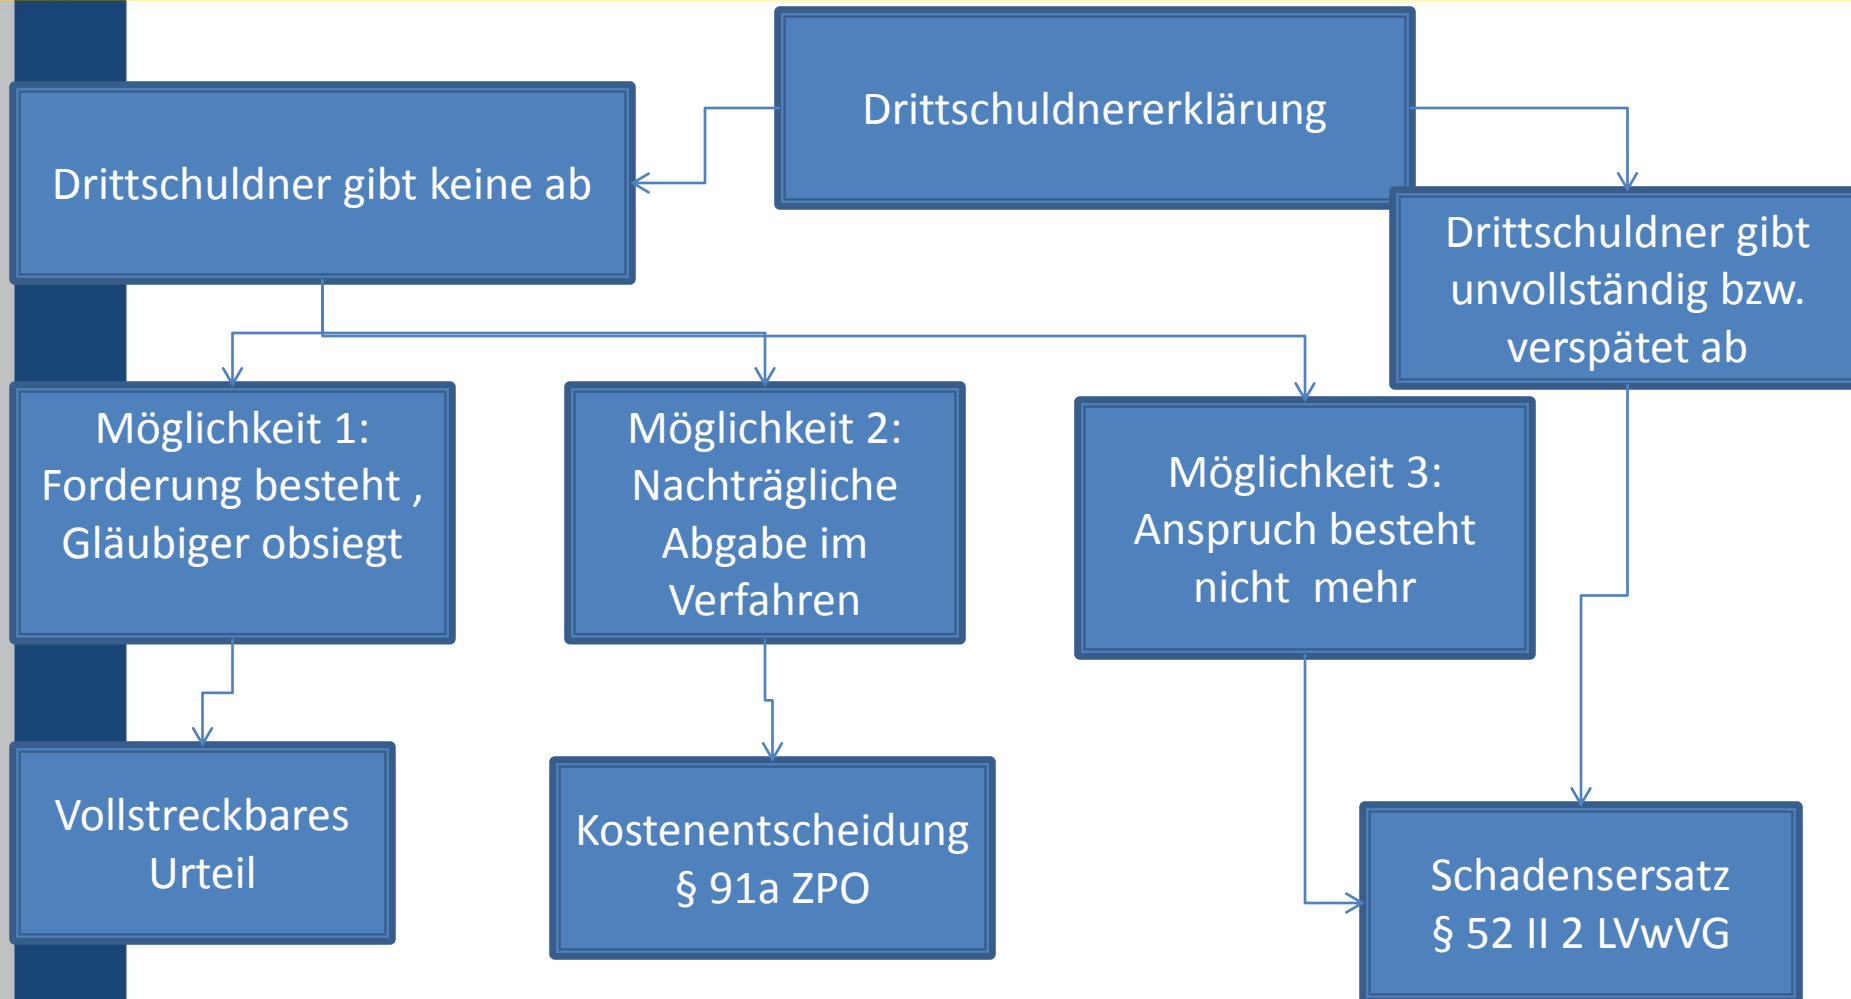 Drittschuldnererklärung
Drittschuldner gibt keine ab
Drittschuldner gibt
unvollständig bzw.
verspätet ab
Möglichkeit 1:
Forderung besteht ,
Gläubiger obsiegt
Möglichkeit 2:
Nachträgliche
Abgabe im
Verfahren
Möglichkeit 3:
Anspruch besteht
nicht  mehr
Vollstreckbares
Urteil
Kostenentscheidung
§ 91a ZPO
Schadensersatz
§ 52 II 2 LVwVG